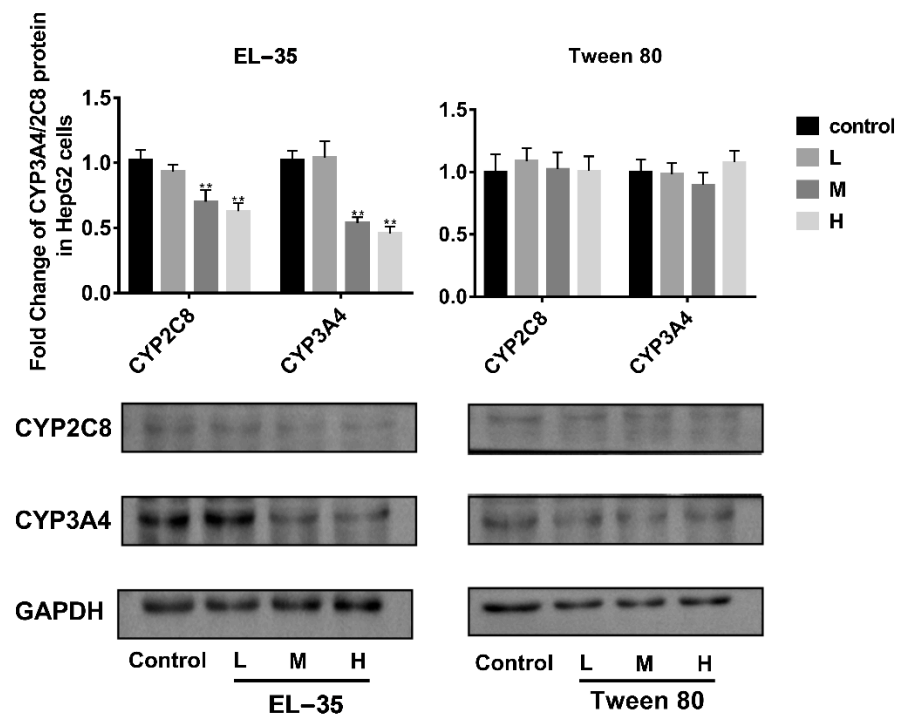 EL−35
Tween 80
Fold Change of CYP3A4/2C8 protein
in HepG2 cells
1.5
1.0
0.5
0.0
** **
** **
CYP2C8
CYP3A4
1.5
1.0
0.5
0.0
CYP2C8
CYP3A4
control
L
M
H
CYP2C8
CYP3A4
GAPDH
Control L M H
EL−35
Control L M H
Tween 80